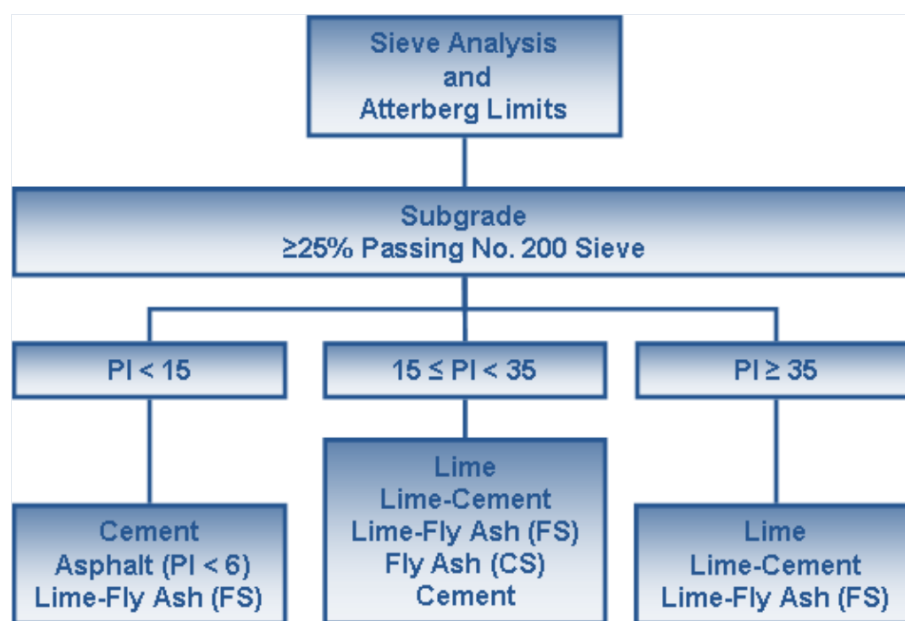 Sieve Analysis
and
Atterberg Limits
Subgrade
≥25% Passing No. 200 Sieve
PI < 15
15 ≤ PI < 35
PI ≥ 35
Cement
Asphalt (PI < 6)
Lime-Fly Ash (FS)
Lime
Lime-Cement
Lime-Fly Ash (FS)
Fly Ash (CS)
Cement
Lime
Lime-Cement
Lime-Fly Ash (FS)